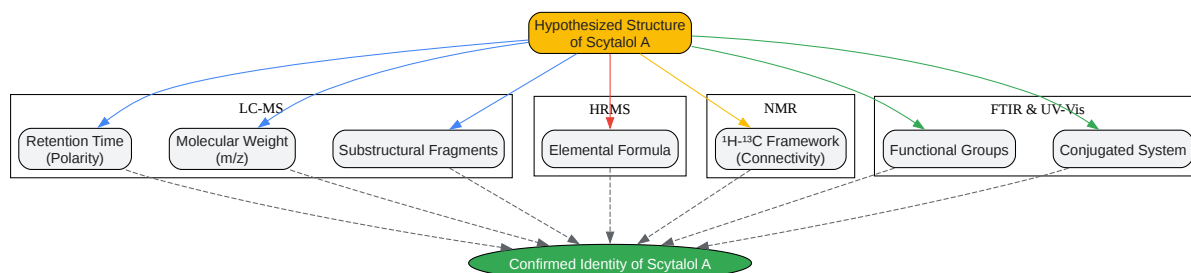 Hypothesized Structure
of Scytalol A
LC-MS
HRMS
NMR
FTIR & UV-Vis
Retention Time
(Polarity)
Molecular Weight
(m/z)
Substructural Fragments
Elemental Formula
¹H-¹³C Framework
(Connectivity)
Functional Groups
Conjugated System
Confirmed Identity of Scytalol A